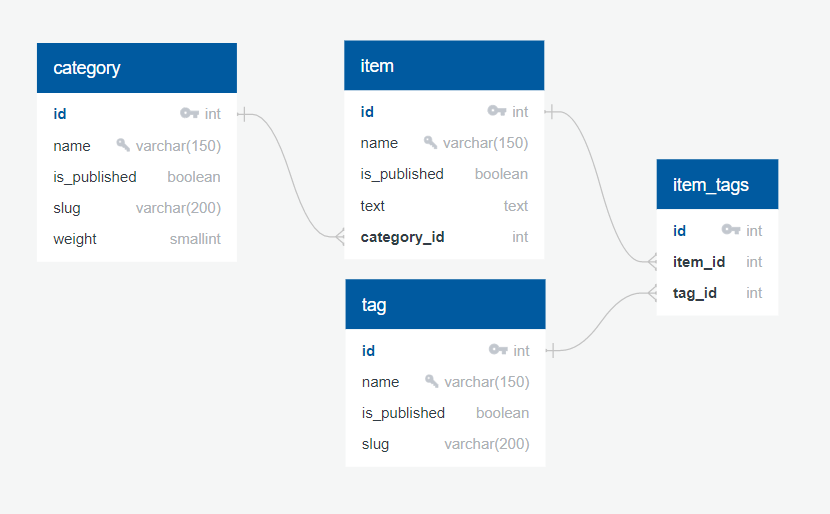 category
id int
name varchar(150)
is_published boolean
slug varchar(200)
weight smallint
item
id int
name varchar(150)
is_published boolean
text text
category_id int
tag
id int
name varchar(150)
is_published boolean
slug varchar(200)
item_tags
id int
item_id int
tag_id int